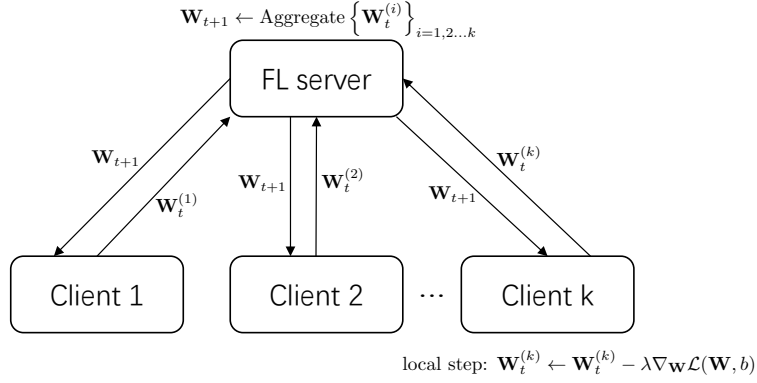 W_{t+1} ← Aggregate {W_t^{(i)}}_{i=1,2...k}
FL server
W_{t+1}
W_t^{(1)}
W_{t+1}
W_t^{(2)}
W_{t+1}
W_t^{(k)}
Client 1
Client 2
...
Client k
local step: W_t^{(k)} ← W_t^{(k)} − λ∇_W ℒ(W, b)